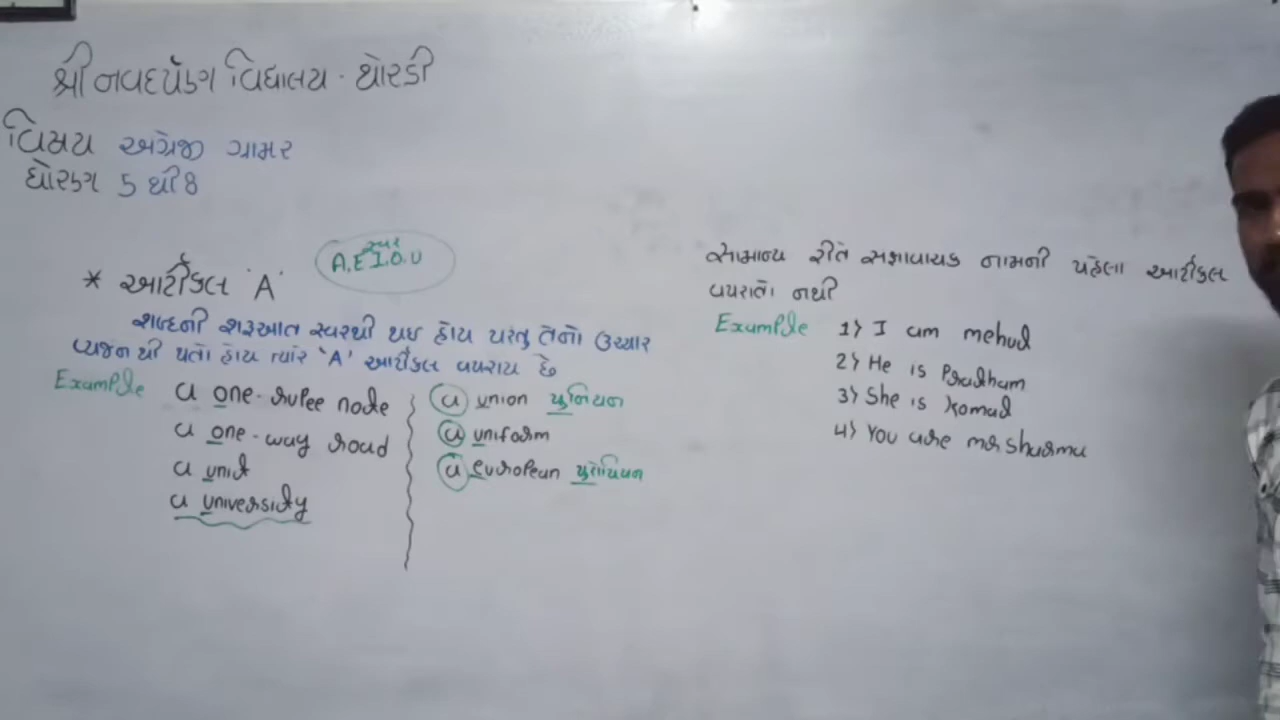 શ્રી નવદર્પણ વિદ્યાલય - થોરડી
વિષય અંગ્રેજી ગ્રામર
ધોરણ 5 થી 8
સ્વર
A.E.I.O.U
* આર્ટીકલ 'A'
શબ્દની શરૂઆત સ્વરથી થઇ હોય પરંતુ તેનો ઉચ્ચાર
વ્યંજન થી થતો હોય ત્યારે 'A' આર્ટીકલ વપરાય છે
Example
a one-rupee note
a one-way road
a unit
a university
a union યુનિયન
a uniform
a european યુરોપિયન
સામાન્ય રીતે સંજ્ઞાવાચક નામની પહેલા આર્ટીકલ
વપરાતો નથી
Example 1) I am mehul
2) He is Pratham
3) She is Komal
4) You are mr sharma